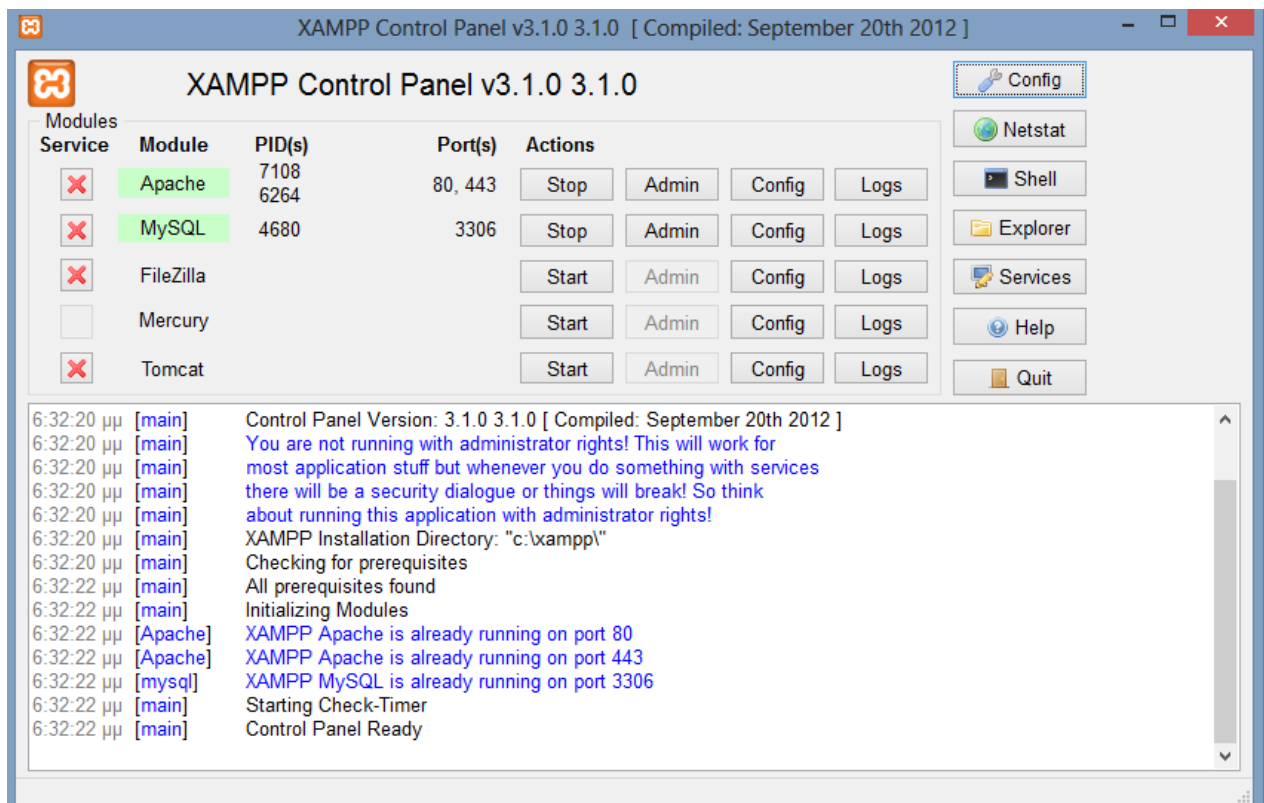 XAMPP Control Panel v3.1.0 3.1.0 [ Compiled: September 20th 2012 ]
XAMPP Control Panel v3.1.0 3.1.0
Config
Modules
Netstat
Service Module PID(s) Port(s) Actions
Apache 7108 6264 80, 443 Stop Admin Config Logs
Shell
MySQL 4680 3306 Stop Admin Config Logs
Explorer
FileZilla Start Admin Config Logs
Services
Mercury Start Admin Config Logs
Help
Tomcat Start Admin Config Logs
Quit
6:32:20 μμ [main] Control Panel Version: 3.1.0 3.1.0 [ Compiled: September 20th 2012 ]
6:32:20 μμ [main] You are not running with administrator rights! This will work for
6:32:20 μμ [main] most application stuff but whenever you do something with services
6:32:20 μμ [main] there will be a security dialogue or things will break! So think
6:32:20 μμ [main] about running this application with administrator rights!
6:32:20 μμ [main] XAMPP Installation Directory: "c:\xampp\"
6:32:20 μμ [main] Checking for prerequisites
6:32:22 μμ [main] All prerequisites found
6:32:22 μμ [main] Initializing Modules
6:32:22 μμ [Apache] XAMPP Apache is already running on port 80
6:32:22 μμ [Apache] XAMPP Apache is already running on port 443
6:32:22 μμ [mysql] XAMPP MySQL is already running on port 3306
6:32:22 μμ [main] Starting Check-Timer
6:32:22 μμ [main] Control Panel Ready